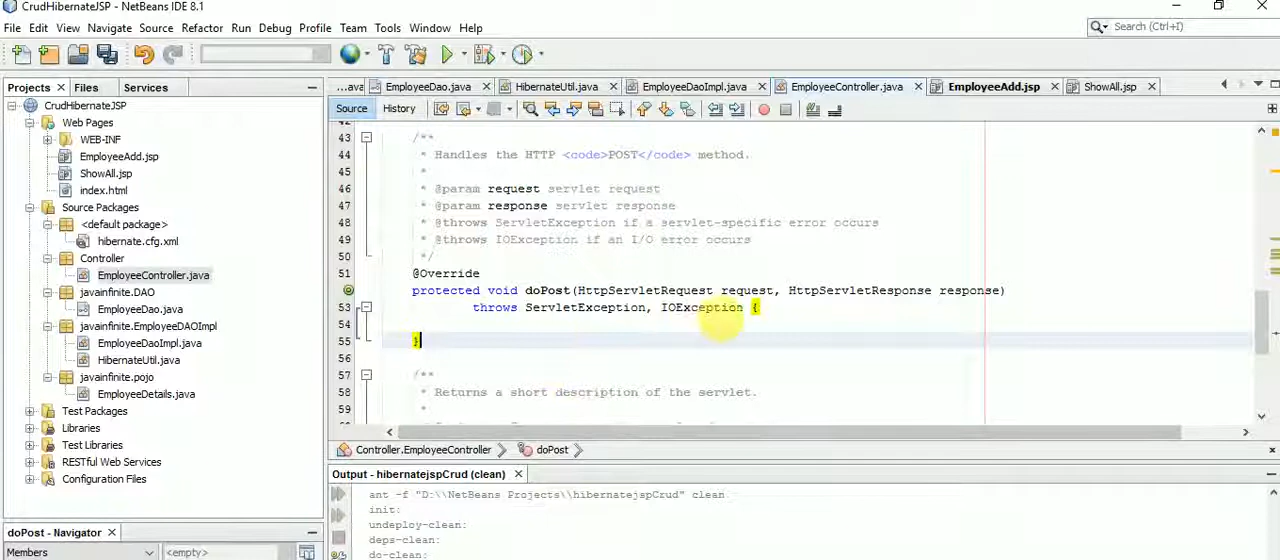 CrudHibernateJSP - NetBeans IDE 8.1
File Edit View Navigate Source Refactor Run Debug Profile Team Tools Window Help
Search (Ctrl+I)
Projects Files Services
CrudHibernateJSP
Web Pages
WEB-INF
EmployeeAdd.jsp
ShowAll.jsp
index.html
Source Packages
<default package>
hibernate.cfg.xml
Controller
EmployeeController.java
javainfinite.DAO
EmployeeDao.java
javainfinite.EmployeeDAOImpl
EmployeeDaoImpl.java
HibernateUtil.java
javainfinite.pojo
EmployeeDetails.java
Test Packages
Libraries
Test Libraries
RESTful Web Services
Configuration Files
doPost - Navigator
Members <empty>
...ava EmployeeDao.java HibernateUtil.java EmployeeDaoImpl.java EmployeeController.java EmployeeAdd.jsp ShowAll.jsp
Source History
42
43 /**
44 * Handles the HTTP <code>POST</code> method.
45 *
46 * @param request servlet request
47 * @param response servlet response
48 * @throws ServletException if a servlet-specific error occurs
49 * @throws IOException if an I/O error occurs
50 */
51 @Override
protected void doPost(HttpServletRequest request, HttpServletResponse response)
53 throws ServletException, IOException {
54
55 }
56
57 /**
58 * Returns a short description of the servlet.
59 *
Controller.EmployeeController doPost
Output - hibernatejspCrud (clean)
ant -f "D:\\NetBeans Projects\\hibernatejspCrud" clean
init:
undeploy-clean:
deps-clean:
do-clean: